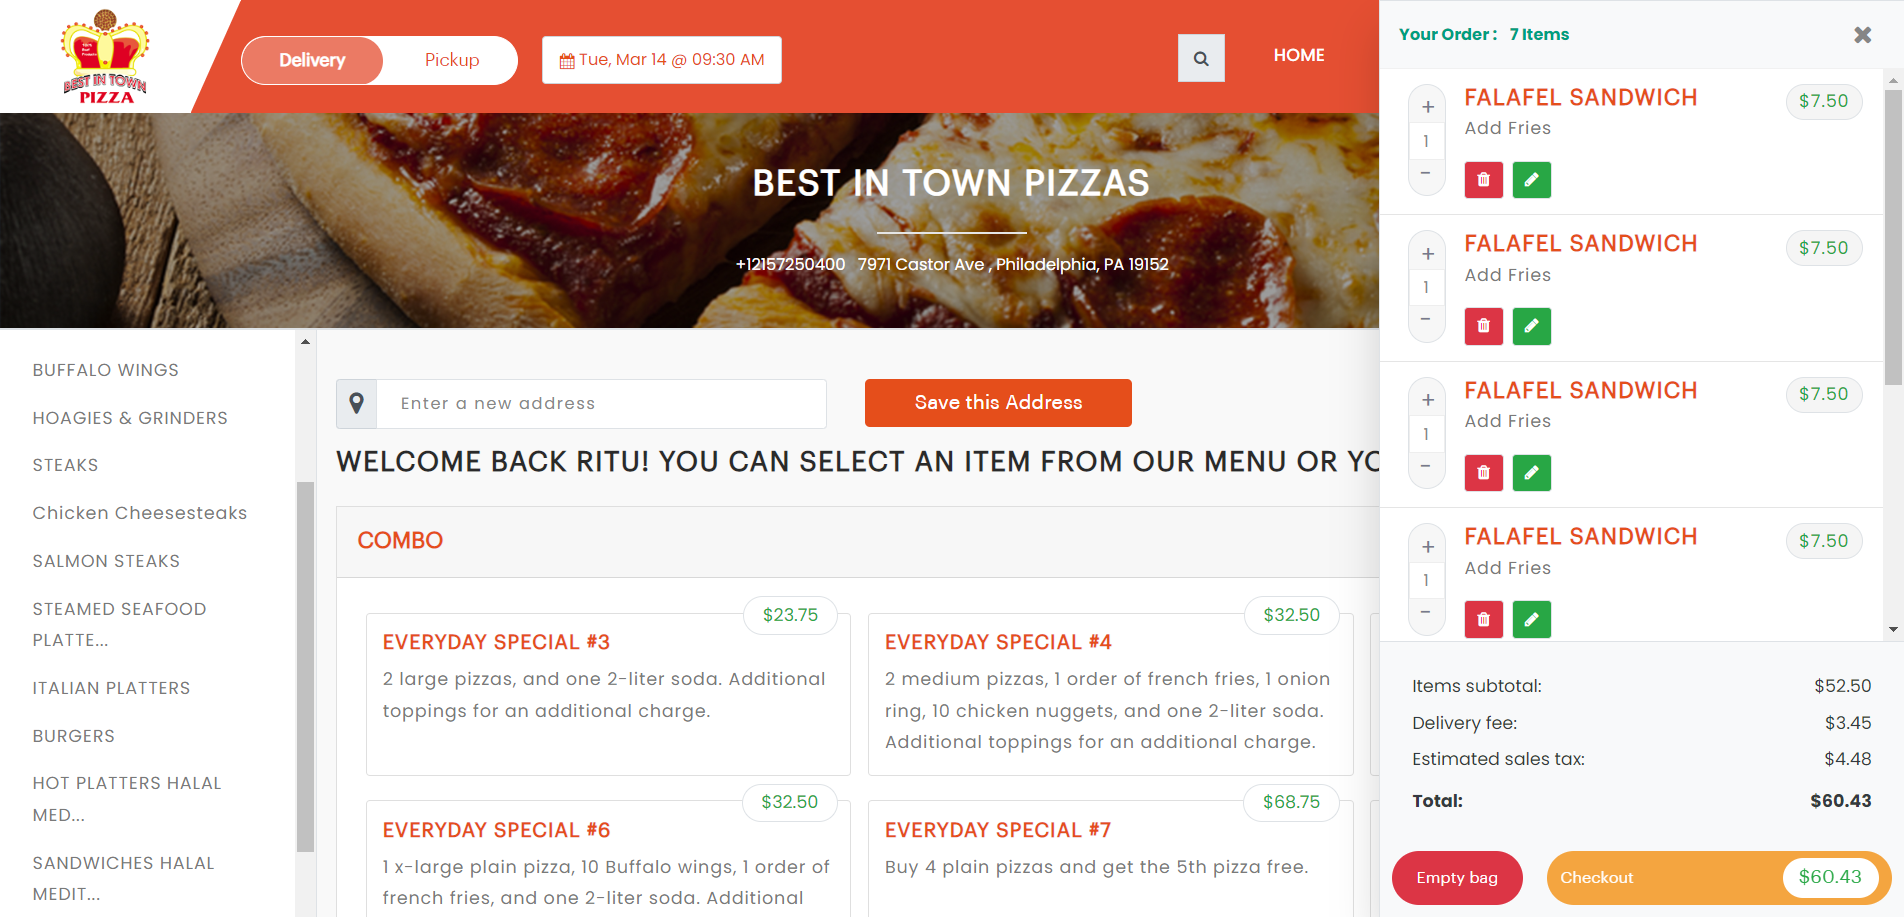 BEST IN TOWN
PIZZA
Delivery
Pickup
Tue, Mar 14 @ 09:30 AM
HOME
BEST IN TOWN PIZZAS
+12157250400 7971 Castor Ave , Philadelphia, PA 19152
BUFFALO WINGS
HOAGIES & GRINDERS
STEAKS
Chicken Cheesesteaks
SALMON STEAKS
STEAMED SEAFOOD
PLATTE...
ITALIAN PLATTERS
BURGERS
HOT PLATTERS HALAL
MED...
SANDWICHES HALAL
MEDIT...
Enter a new address
Save this Address
WELCOME BACK RITU! YOU CAN SELECT AN ITEM FROM OUR MENU OR YO
COMBO
$23.75
EVERYDAY SPECIAL #3
2 large pizzas, and one 2-liter soda. Additional
toppings for an additional charge.
$32.50
EVERYDAY SPECIAL #4
2 medium pizzas, 1 order of french fries, 1 onion
ring, 10 chicken nuggets, and one 2-liter soda.
Additional toppings for an additional charge.
$32.50
EVERYDAY SPECIAL #6
1 x-large plain pizza, 10 Buffalo wings, 1 order of
french fries, and one 2-liter soda. Additional
$68.75
EVERYDAY SPECIAL #7
Buy 4 plain pizzas and get the 5th pizza free.
Your Order : 7 Items
+
1
−
FALAFEL SANDWICH
$7.50
Add Fries
+
1
−
FALAFEL SANDWICH
$7.50
Add Fries
+
1
−
FALAFEL SANDWICH
$7.50
Add Fries
+
1
−
FALAFEL SANDWICH
$7.50
Add Fries
Items subtotal: $52.50
Delivery fee: $3.45
Estimated sales tax: $4.48
Total: $60.43
Empty bag
Checkout $60.43